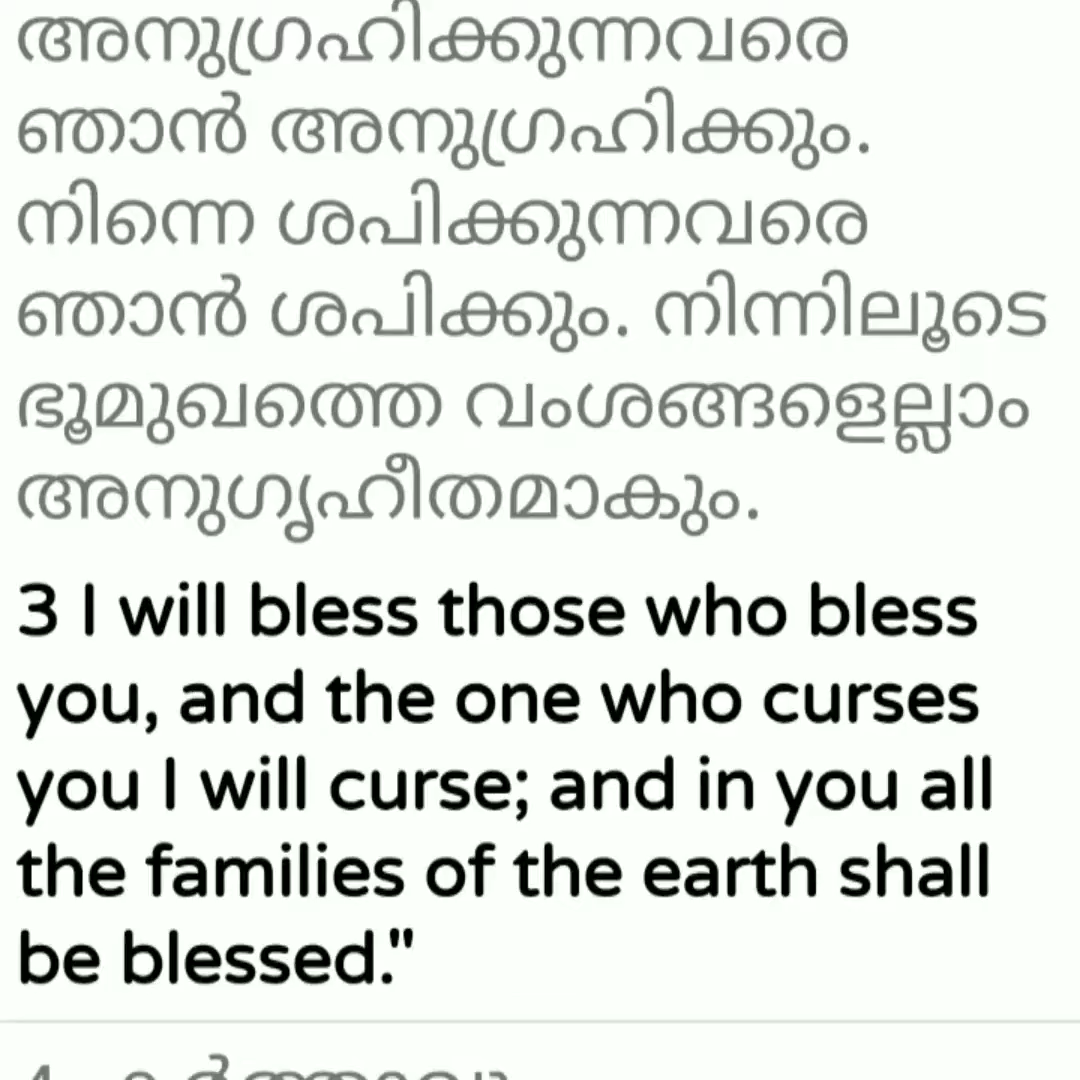 അനുഗ്രഹിക്കുന്നവരെ
ഞാൻ അനുഗ്രഹിക്കും.
നിന്നെ ശപിക്കുന്നവരെ
ഞാൻ ശപിക്കും. നിന്നിലൂടെ
ഭൂമുഖത്തെ വംശങ്ങളെല്ലാം
അനുഗൃഹീതമാകും.
3 I will bless those who bless
you, and the one who curses
you I will curse; and in you all
the families of the earth shall
be blessed."